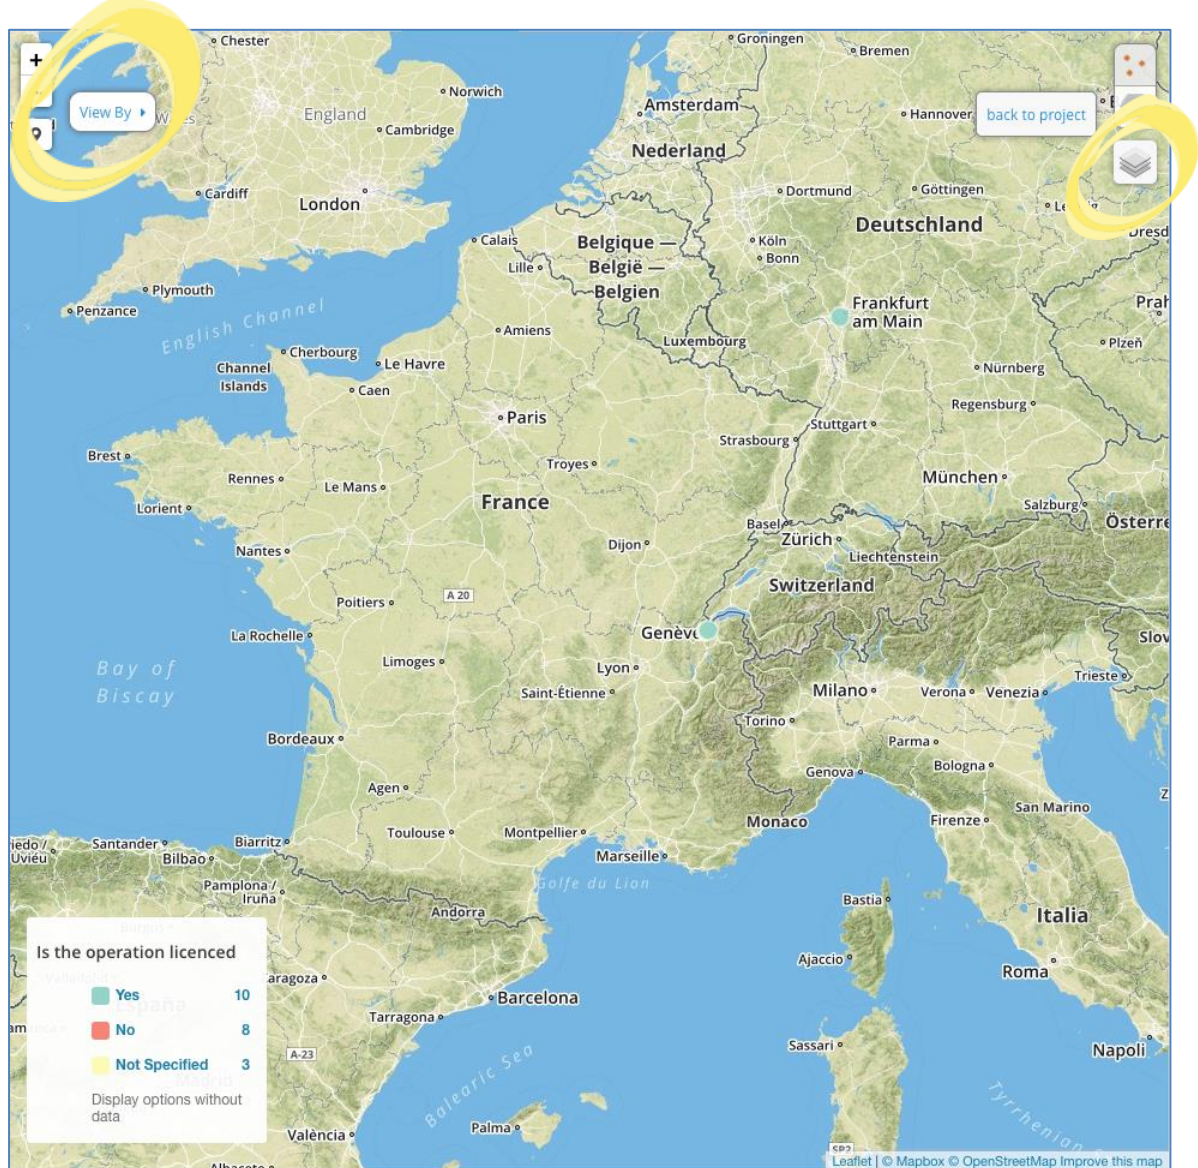 Chester
Groningen
Bremen
+
Norwich
View By
England
Amsterdam
Hannover
back to project
Cambridge
Nederland
Cardiff
London
Dortmund
Göttingen
Deutschland
Calais
Belgique —
België —
Belgien
Köln
Bonn
Lille
Plymouth
Penzance
English Channel
Frankfurt
am Main
Amiens
Luxembourg
Plzeň
Cherbourg
Channel
Islands
Le Havre
Caen
Nürnberg
Regensburg
Paris
Stuttgart
Strasbourg
Brest
Troyes
Rennes
Le Mans
München
Lorient
France
Salzburg
Basel
Zürich
Nantes
Dijon
Liechtenstein
Switzerland
Poitiers
A 20
La Rochelle
Genève
Bay of
Biscay
Limoges
Lyon
Saint-Étienne
Milano
Verona
Venezia
Trieste
Torino
Bordeaux
Parma
Bologna
Genova
Agen
San Marino
Monaco
Firenze
Toulouse
Montpellier
Santander
Biarritz
Bilbao
Marseille
Pamplona /
Iruña
Golfe du Lion
Andorra
Bastia
Italia
Ajaccio
Roma
Is the operation licenced
Yes 10
No 8
Not Specified 3
Display options without
data
España
Madrid
Barcelona
Tarragona
A-23
Sassari
Napoli
Balearic Sea
Palma
València
Tyrrhenian
SP2
Leaflet | © Mapbox © OpenStreetMap Improve this map